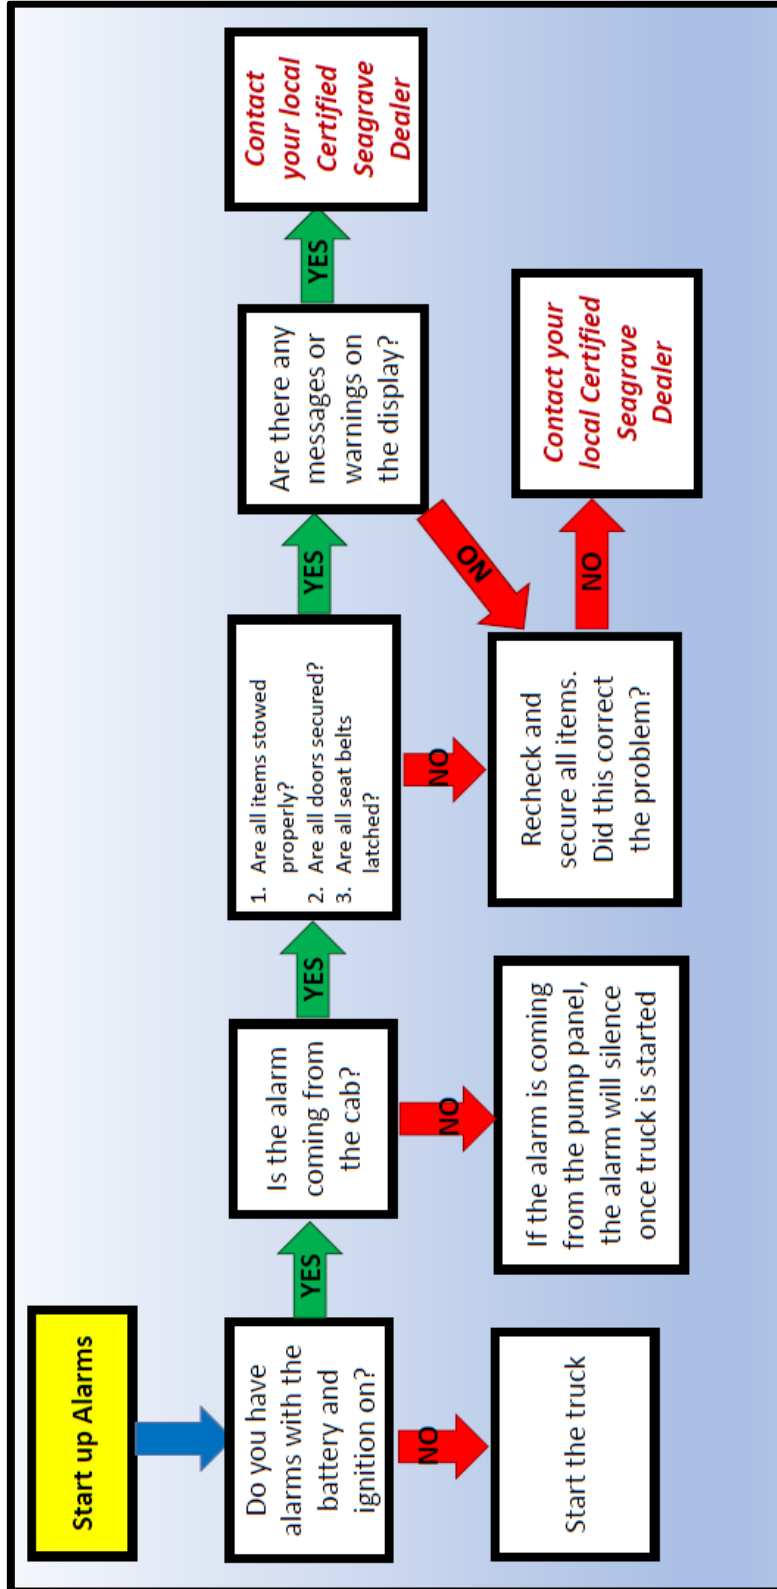 Start up Alarms
Do you have
alarms with the
battery and
ignition on?
YES
NO
Start the truck
Is the alarm
coming from
the cab?
YES
NO
If the alarm is coming
from the pump panel,
the alarm will silence
once truck is started
1. Are all items stowed
properly?
2. Are all doors secured?
3. Are all seat belts
latched?
YES
NO
Recheck and
secure all items.
Did this correct
the problem?
NO
Contact your
local Certified
Seagrave
Dealer
Are there any
messages or
warnings on
the display?
NO
YES
Contact
your local
Certified
Seagrave
Dealer